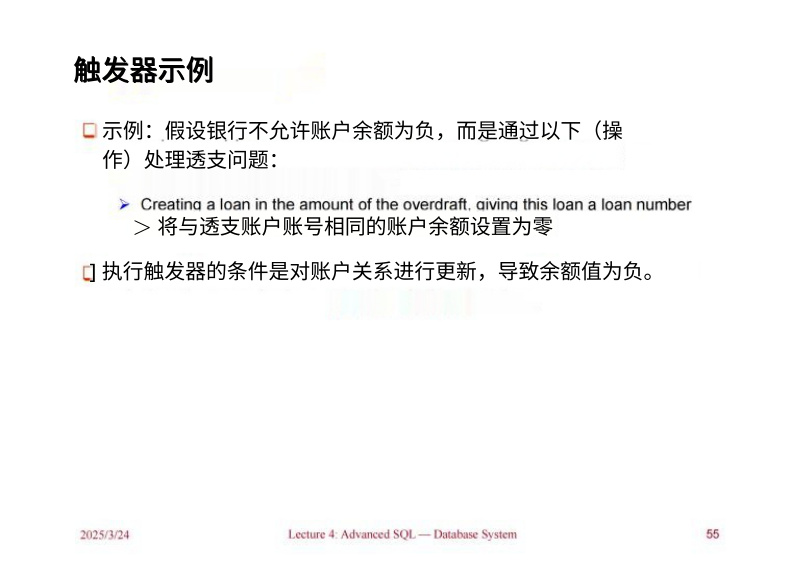 触发器示例
示例：假设银行不允许账户余额为负，而是通过以下（操
作）处理透支问题：
Creating a loan in the amount of the overdraft, giving this loan a loan number
> 将与透支账户账号相同的账户余额设置为零
] 执行触发器的条件是对账户关系进行更新，导致余额值为负。
2025/3/24 Lecture 4: Advanced SQL — Database System 55